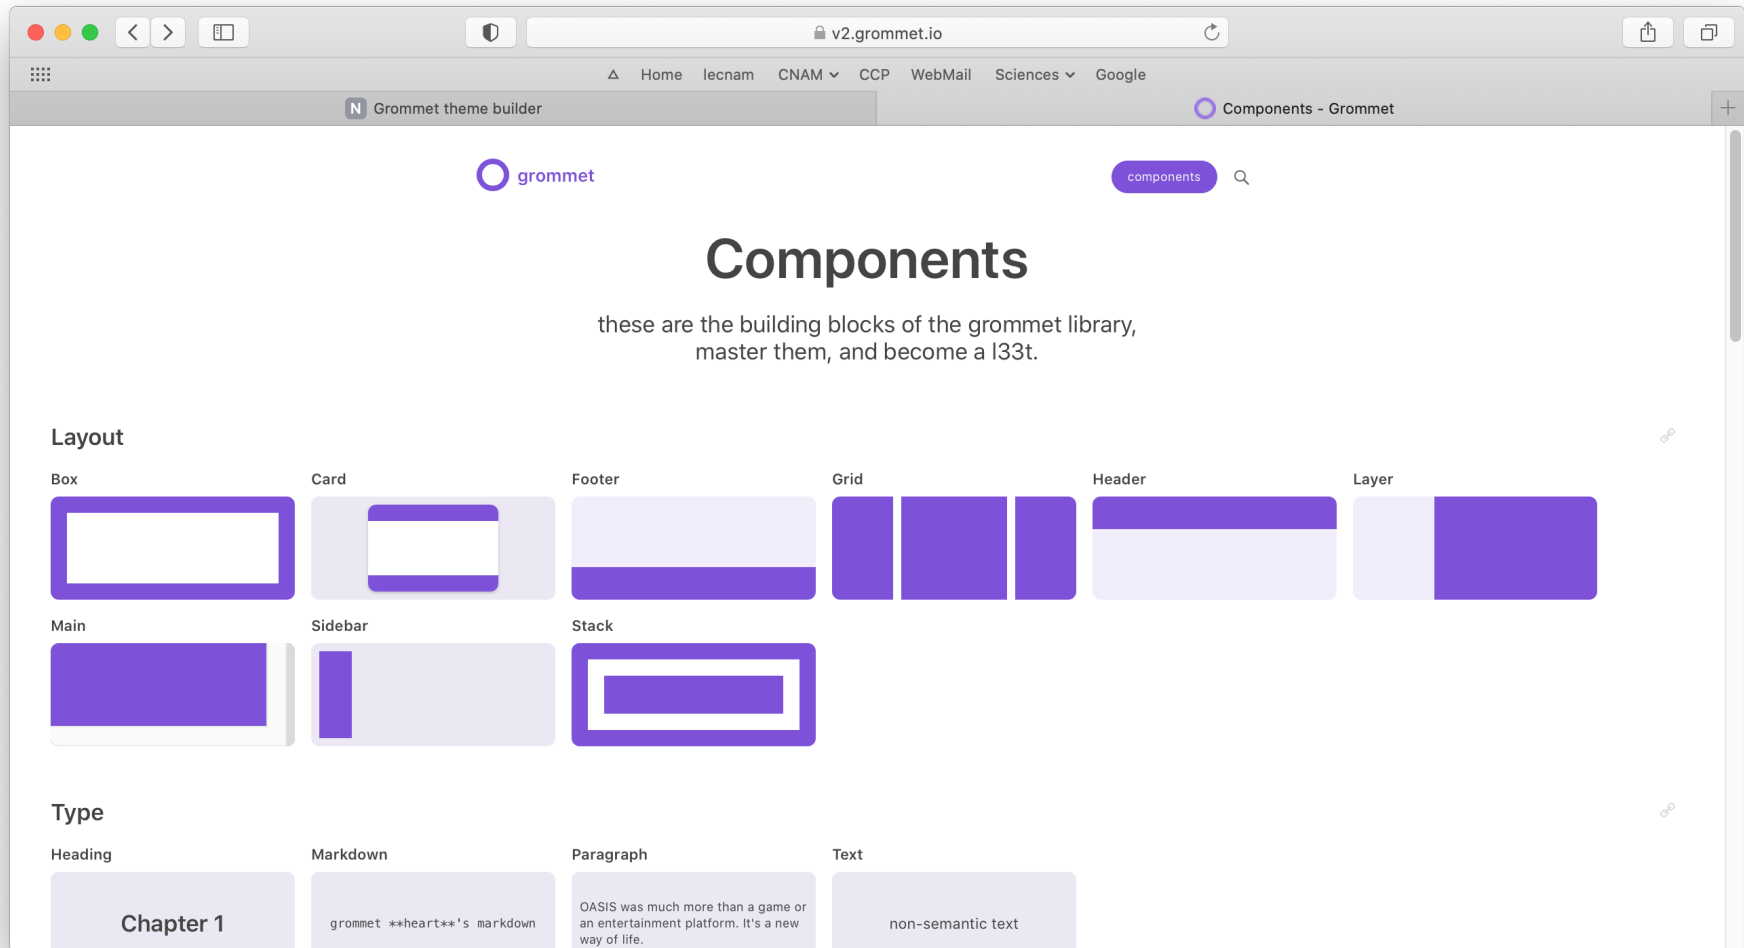 v2.grommet.io
Home lecnam CNAM CCP WebMail Sciences Google
N Grommet theme builder
Components - Grommet
grommet
components
Components
these are the building blocks of the grommet library,
master them, and become a l33t.
Layout
Box Card Footer Grid Header Layer
Main Sidebar Stack
Type
Heading Markdown Paragraph Text
Chapter 1
grommet **heart**'s markdown
OASIS was much more than a game or
an entertainment platform. It's a new
way of life.
non-semantic text